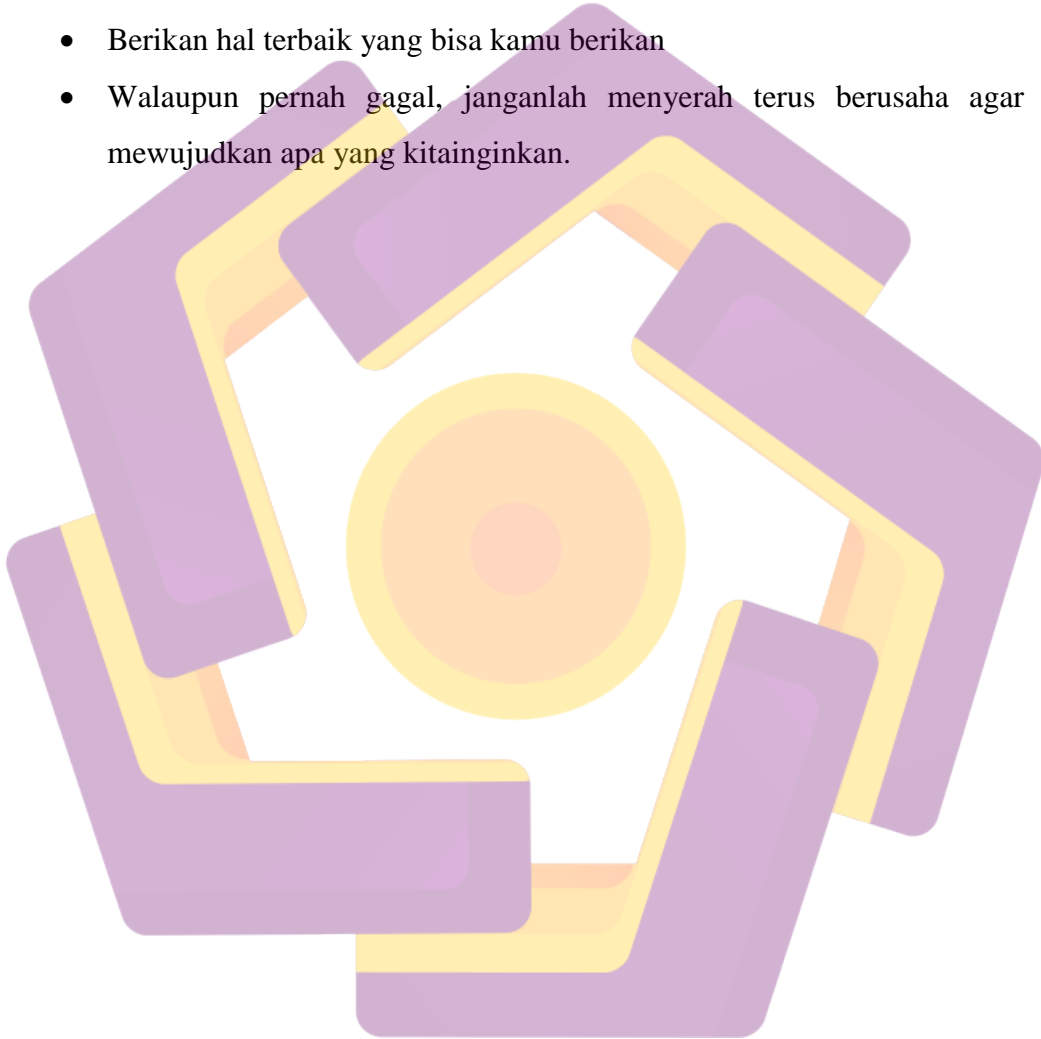 • Berikan hal terbaik yang bisa kamu berikan
• Walaupun pernah gagal, janganlah menyerah terus berusaha agar
mewujudkan apa yang kitainginkan.